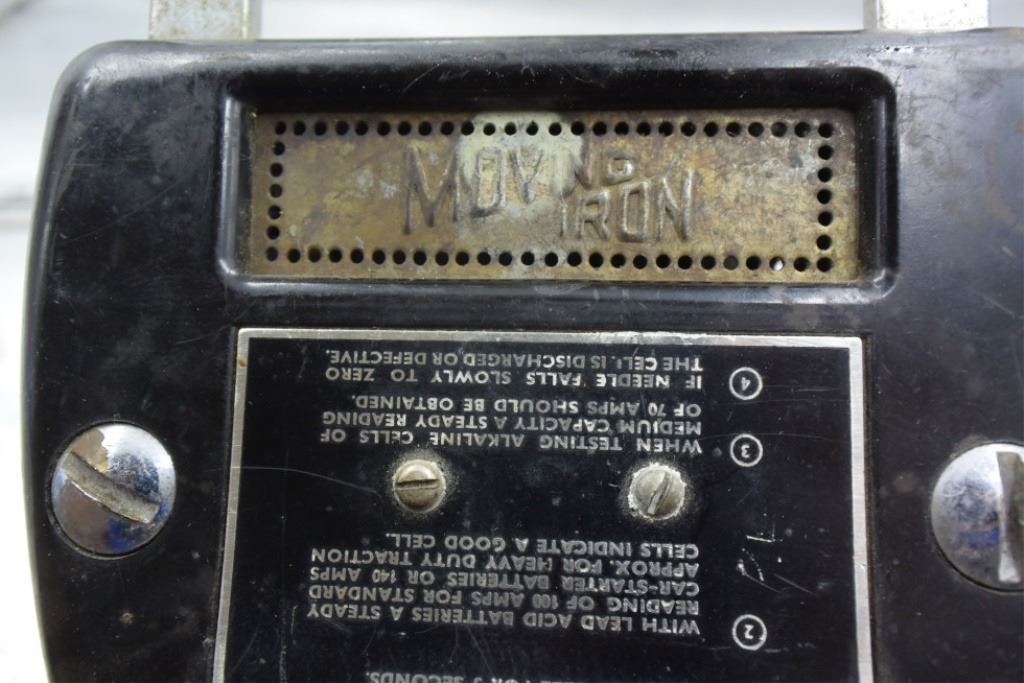 MOVING
IRON
FOR 5 SECONDS.
② WITH LEAD ACID BATTERIES A STEADY
READING OF 100 AMPS FOR STANDARD
CAR-STARTER BATTERIES OR 140 AMPS
APPROX. FOR HEAVY DUTY TRACTION
CELLS INDICATE A GOOD CELL.
③ WHEN TESTING ALKALINE CELLS OF
MEDIUM CAPACITY A STEADY READING
OF 70 AMPS SHOULD BE OBTAINED.
④ IF NEEDLE FALLS SLOWLY TO ZERO
THE CELL IS DISCHARGED OR DEFECTIVE.